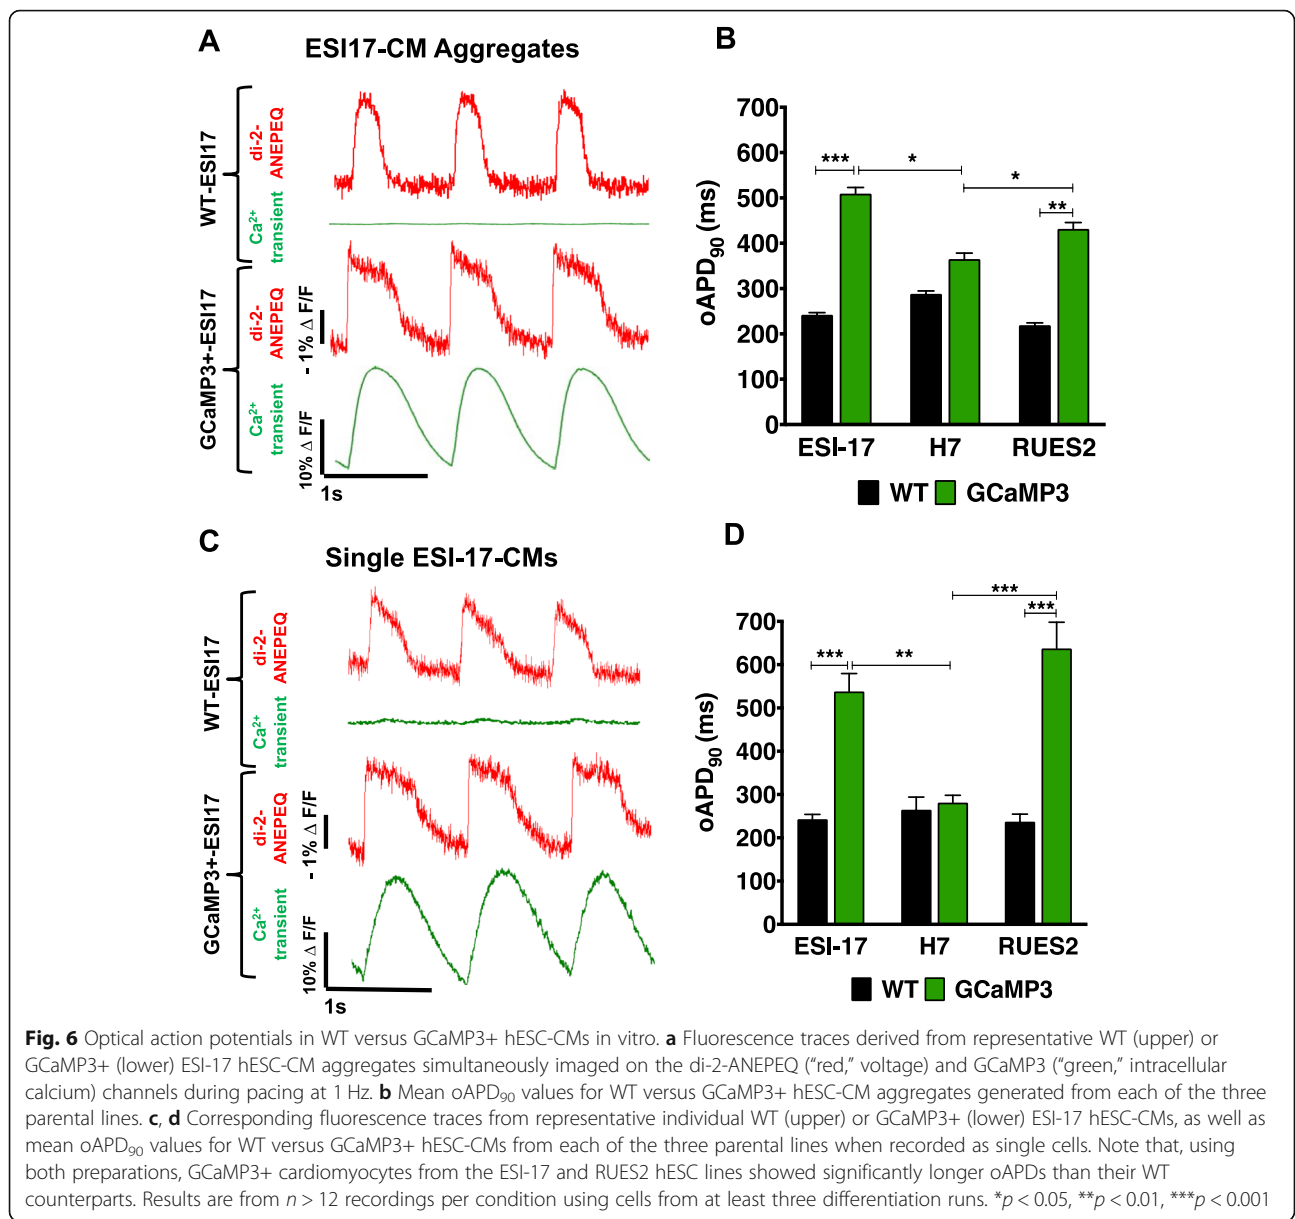 A
ESI17-CM Aggregates
WT-ESI17
di-2-
ANEPEQ
Ca²⁺
transient
GCaMP3+-ESI17
di-2-
ANEPEQ
- 1% Δ F/F
Ca²⁺
transient
10% Δ F/F
1s
B
oAPD₉₀ (ms)
700
600
500
400
300
200
100
0
***
*
*
**
ESI-17 H7 RUES2
WT GCaMP3
C
Single ESI-17-CMs
WT-ESI17
di-2-
ANEPEQ
Ca²⁺
transient
GCaMP3+-ESI17
di-2-
ANEPEQ
- 1% Δ F/F
Ca²⁺
transient
10% Δ F/F
1s
D
oAPD₉₀ (ms)
700
600
500
400
300
200
100
0
***
**
***
***
ESI-17 H7 RUES2
WT GCaMP3
Fig. 6 Optical action potentials in WT versus GCaMP3+ hESC-CMs in vitro. a Fluorescence traces derived from representative WT (upper) or
GCaMP3+ (lower) ESI-17 hESC-CM aggregates simultaneously imaged on the di-2-ANEPEQ (“red,” voltage) and GCaMP3 (“green,” intracellular
calcium) channels during pacing at 1 Hz. b Mean oAPD₉₀ values for WT versus GCaMP3+ hESC-CM aggregates generated from each of the three
parental lines. c, d Corresponding fluorescence traces from representative individual WT (upper) or GCaMP3+ (lower) ESI-17 hESC-CMs, as well as
mean oAPD₉₀ values for WT versus GCaMP3+ hESC-CMs from each of the three parental lines when recorded as single cells. Note that, using
both preparations, GCaMP3+ cardiomyocytes from the ESI-17 and RUES2 hESC lines showed significantly longer oAPDs than their WT
counterparts. Results are from n > 12 recordings per condition using cells from at least three differentiation runs. *p < 0.05, **p < 0.01, ***p < 0.001